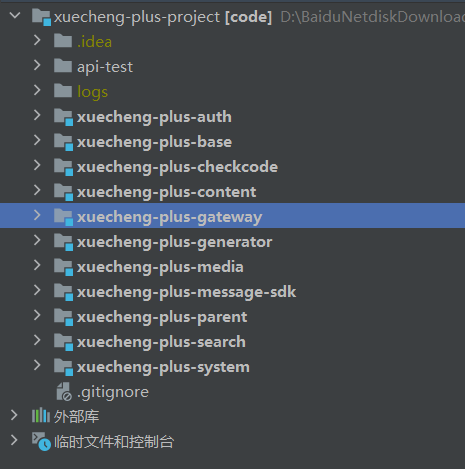 xuecheng-plus-project [code] D:\BaiduNetdiskDownload
.idea
api-test
logs
xuecheng-plus-auth
xuecheng-plus-base
xuecheng-plus-checkcode
xuecheng-plus-content
xuecheng-plus-gateway
xuecheng-plus-generator
xuecheng-plus-media
xuecheng-plus-message-sdk
xuecheng-plus-parent
xuecheng-plus-search
xuecheng-plus-system
.gitignore
外部库
临时文件和控制台